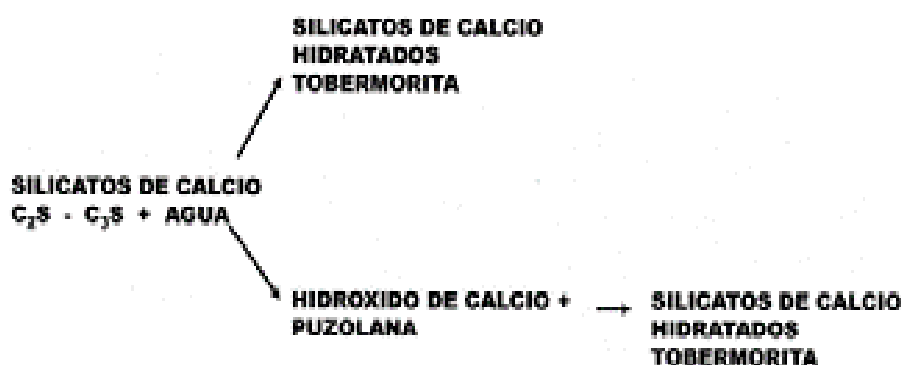 SILICATOS DE CALCIO
HIDRATADOS
TOBERMORITA
SILICATOS DE CALCIO
C₂S - C₃S + AGUA
HIDROXIDO DE CALCIO +
PUZOLANA
SILICATOS DE CALCIO
HIDRATADOS
TOBERMORITA